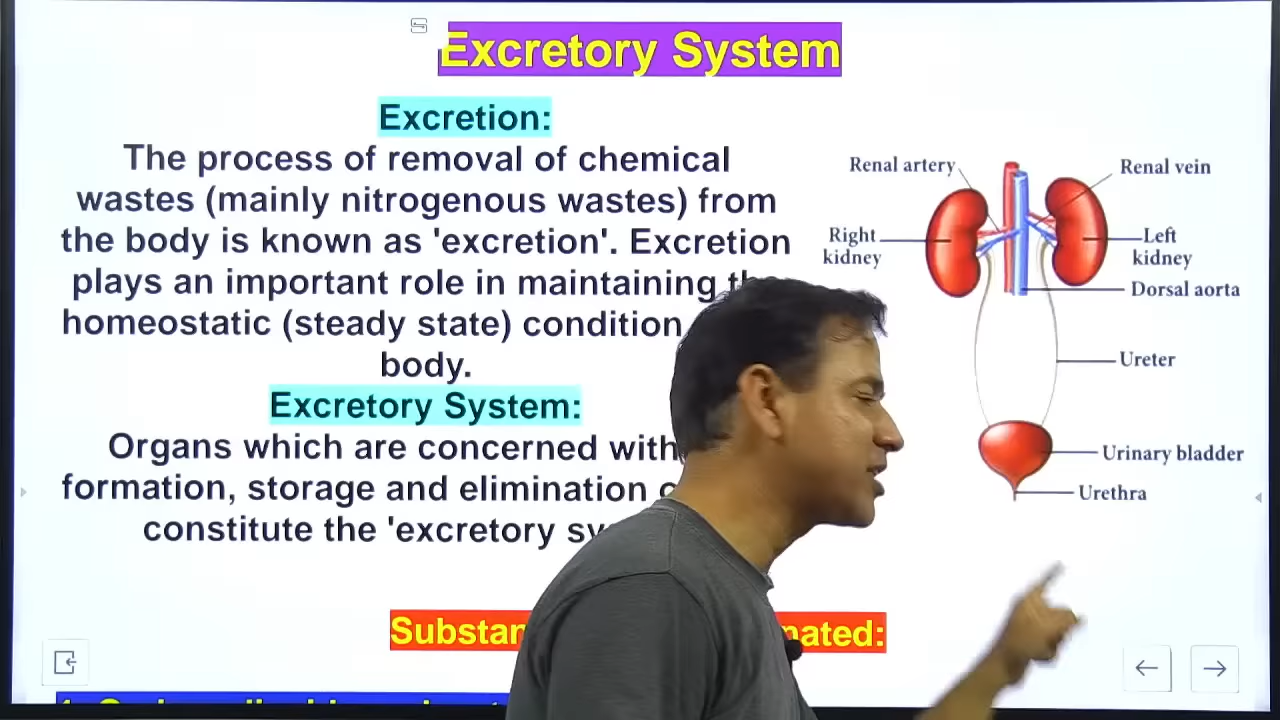 Excretory System
Excretion:
The process of removal of chemical
wastes (mainly nitrogenous wastes) from
the body is known as 'excretion'. Excretion
plays an important role in maintaining
homeostatic (steady state) condition
body.
Excretory System:
Organs which are concerned with
formation, storage and elimination
constitute the 'excretory
Renal artery
Renal vein
Right
kidney
Left
kidney
Dorsal aorta
Ureter
Urinary bladder
Urethra